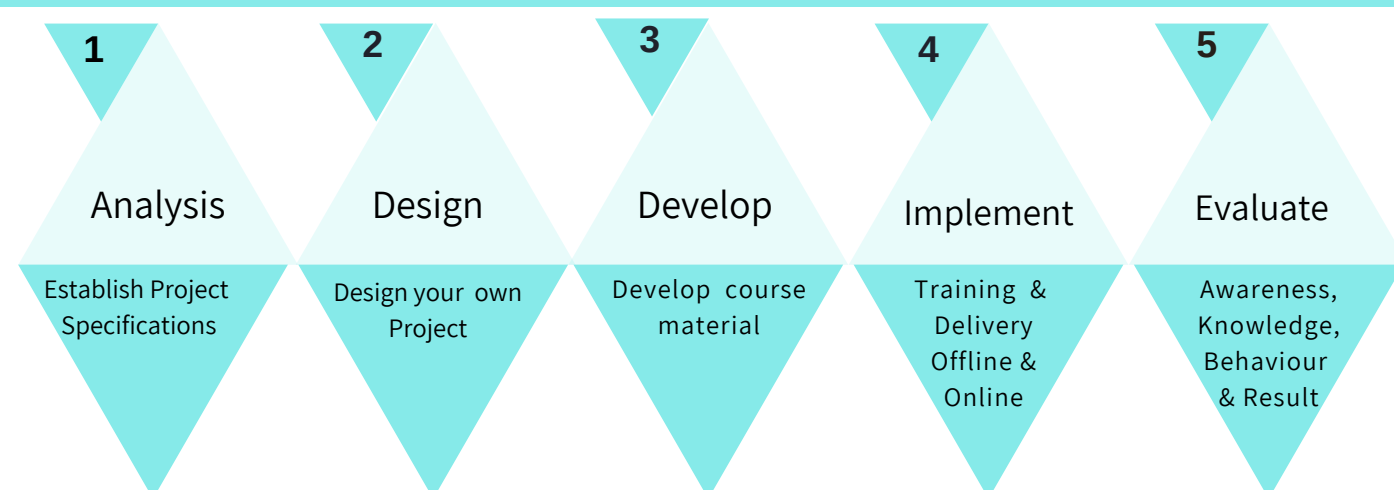 1
Analysis
Establish Project
Specifications
2
Design
Design your own
Project
3
Develop
Develop course
material
4
Implement
Training &
Delivery
Offline &
Online
5
Evaluate
Awareness,
Knowledge,
Behaviour
& Result